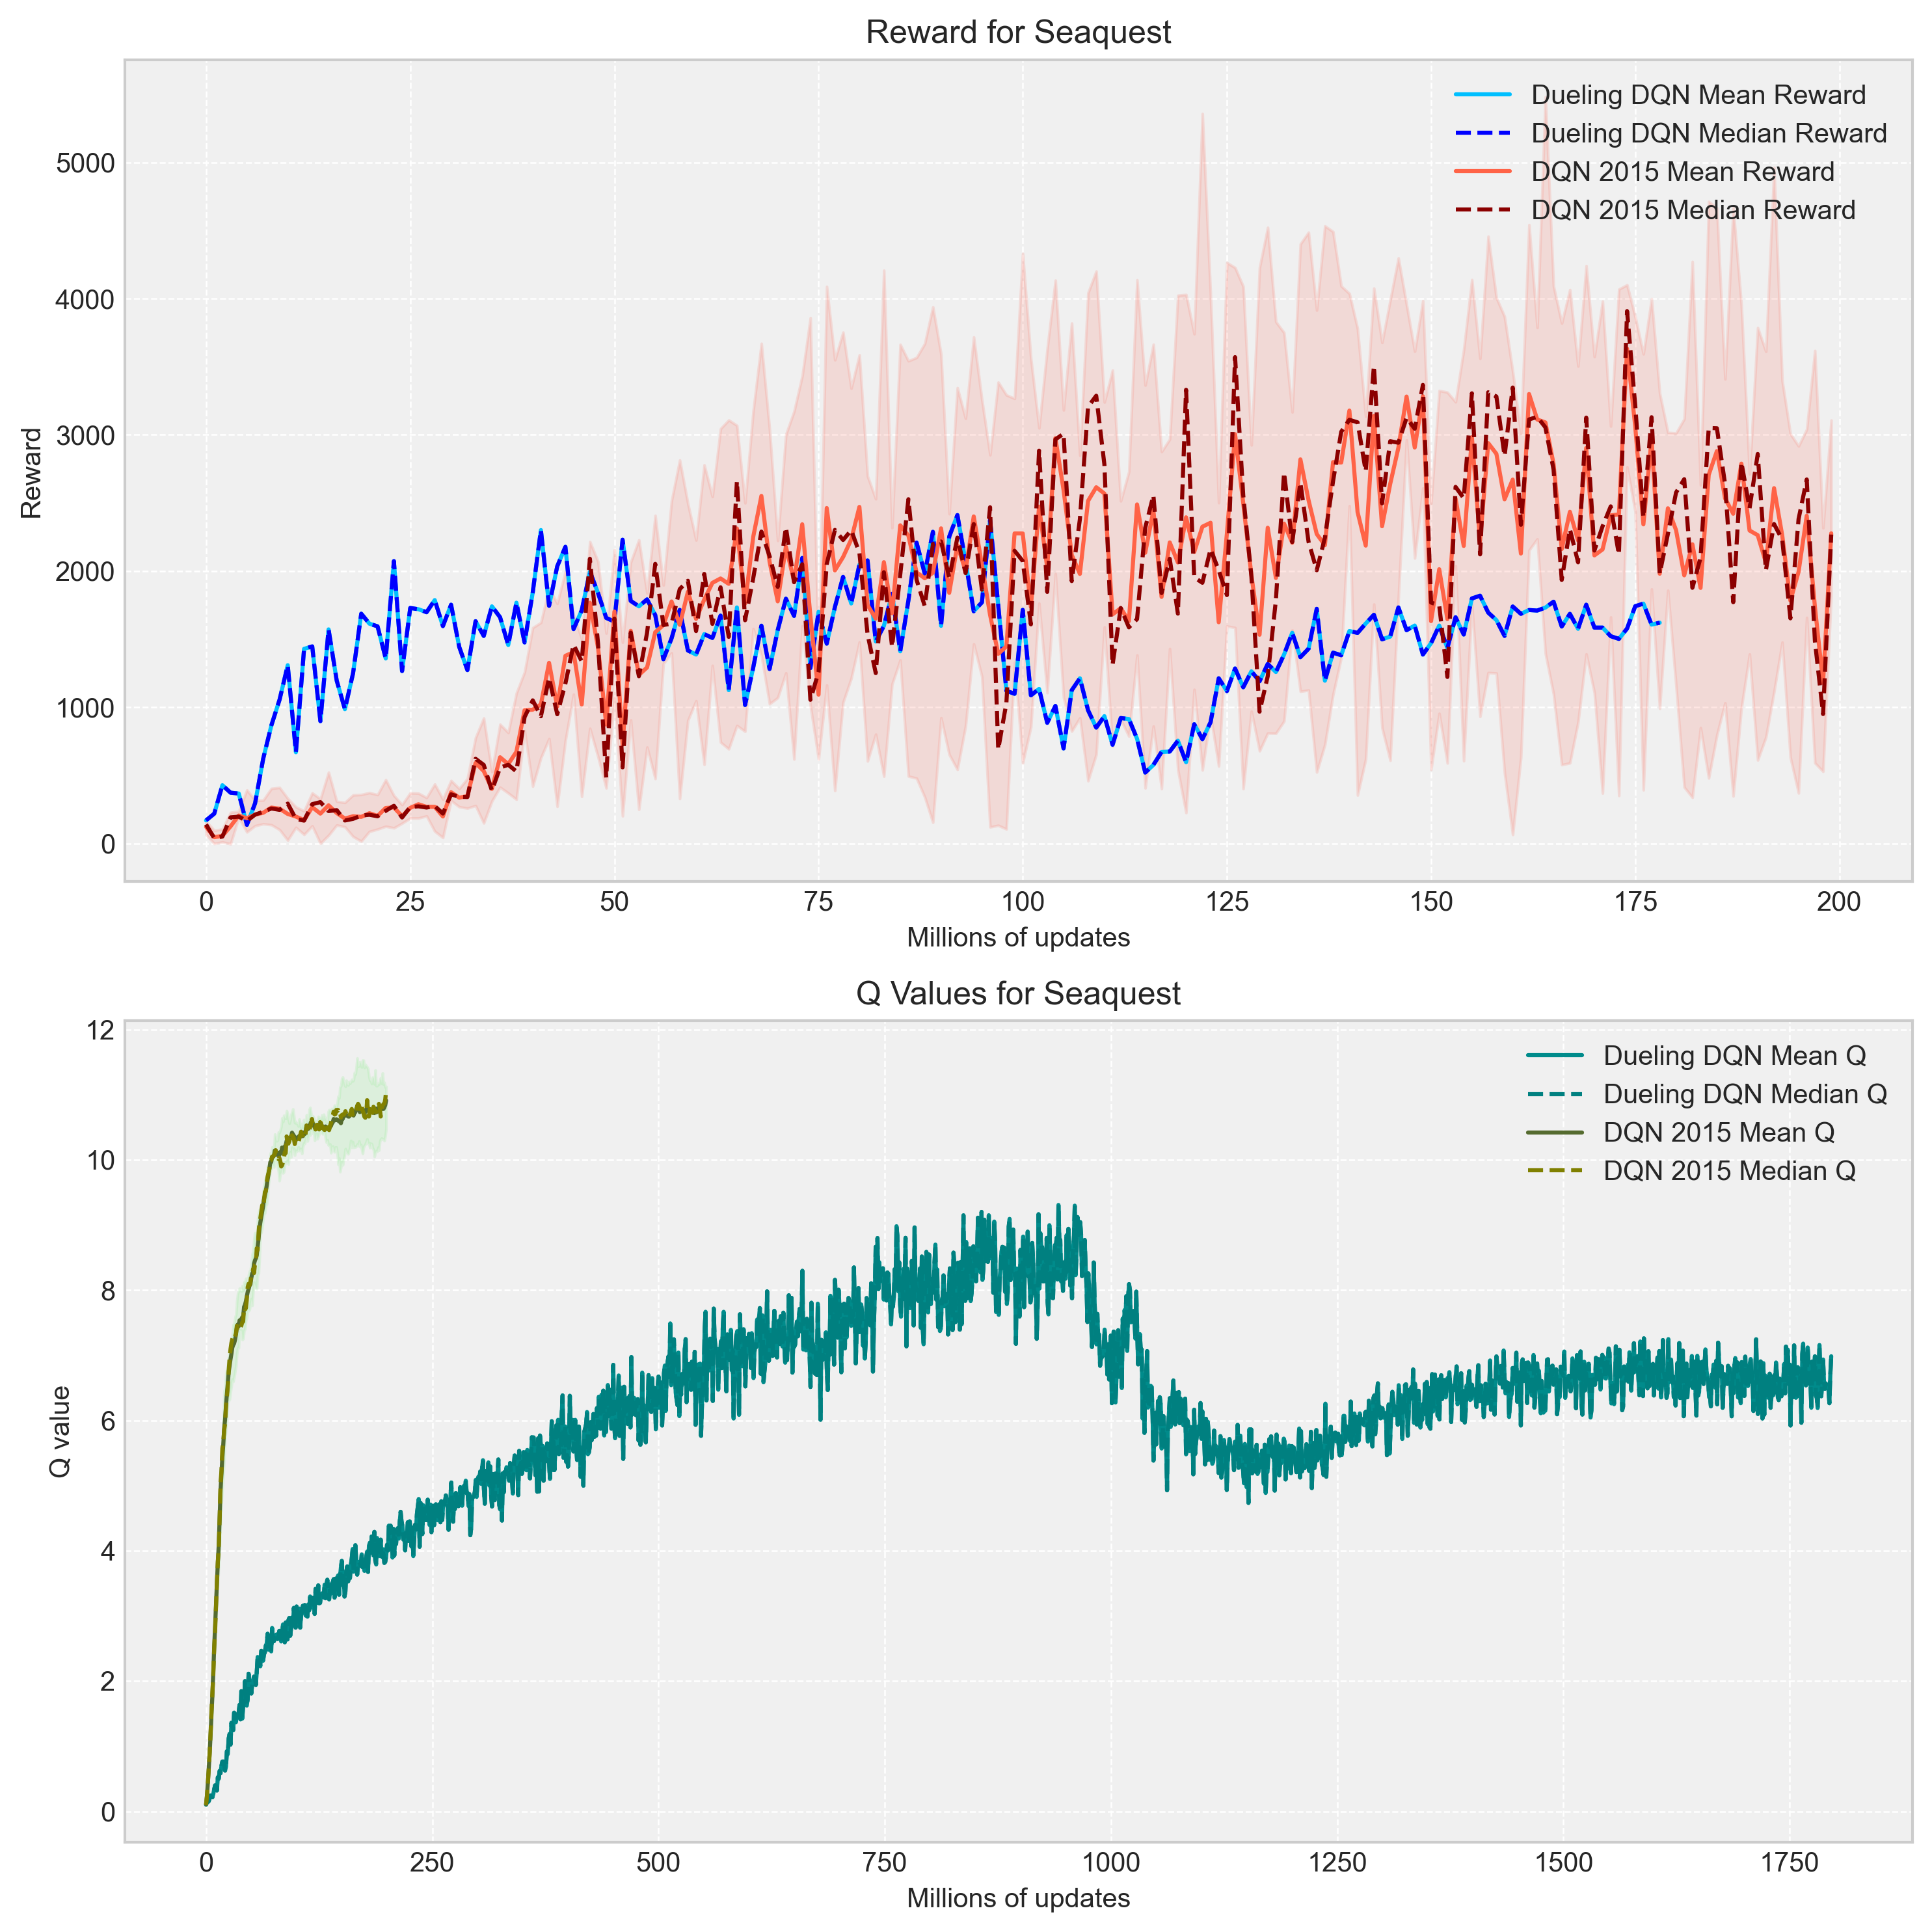 Reward for Seaquest
Dueling DQN Mean Reward
Dueling DQN Median Reward
DQN 2015 Mean Reward
DQN 2015 Median Reward
Reward
5000
4000
3000
2000
1000
0
0 25 50 75 100 125 150 175 200
Millions of updates
Q Values for Seaquest
Dueling DQN Mean Q
Dueling DQN Median Q
DQN 2015 Mean Q
DQN 2015 Median Q
Q value
12
10
8
6
4
2
0
0 250 500 750 1000 1250 1500 1750
Millions of updates